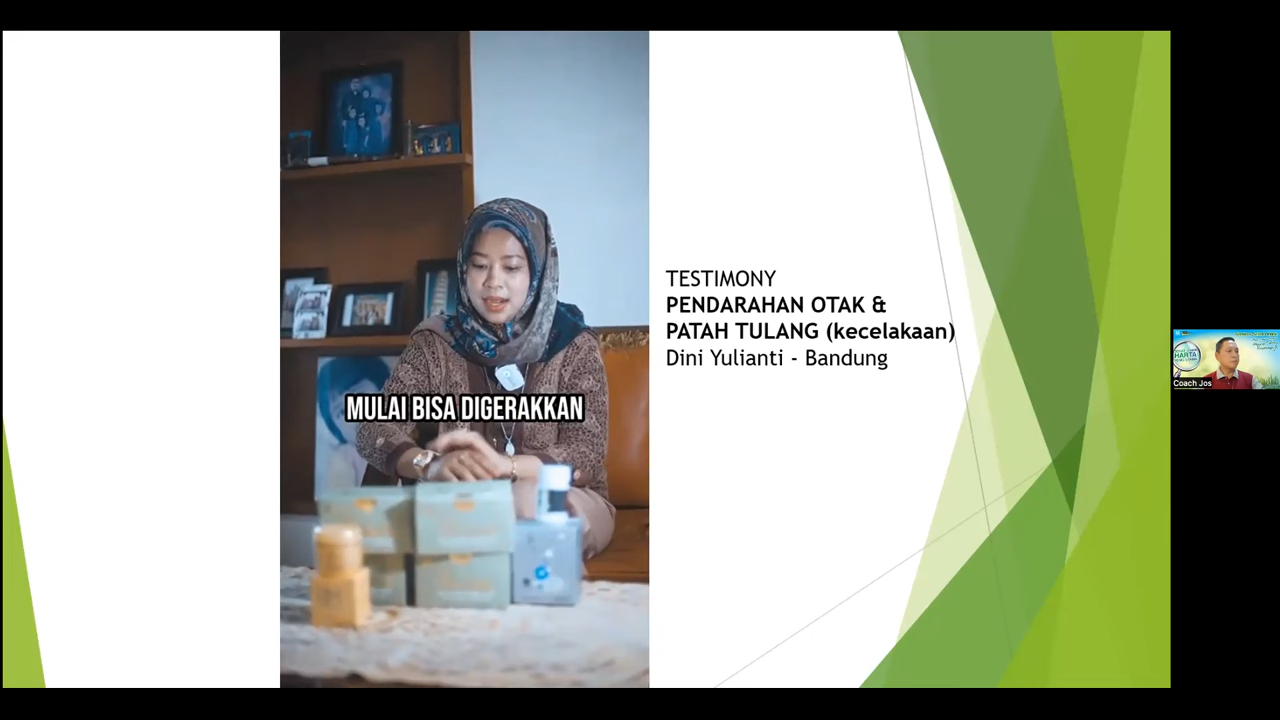 MULAI BISA DIGERAKKAN
TESTIMONY
PENDARAHAN OTAK &
PATAH TULANG (kecelakaan)
Dini Yulianti - Bandung
HARTA
Coach Jos